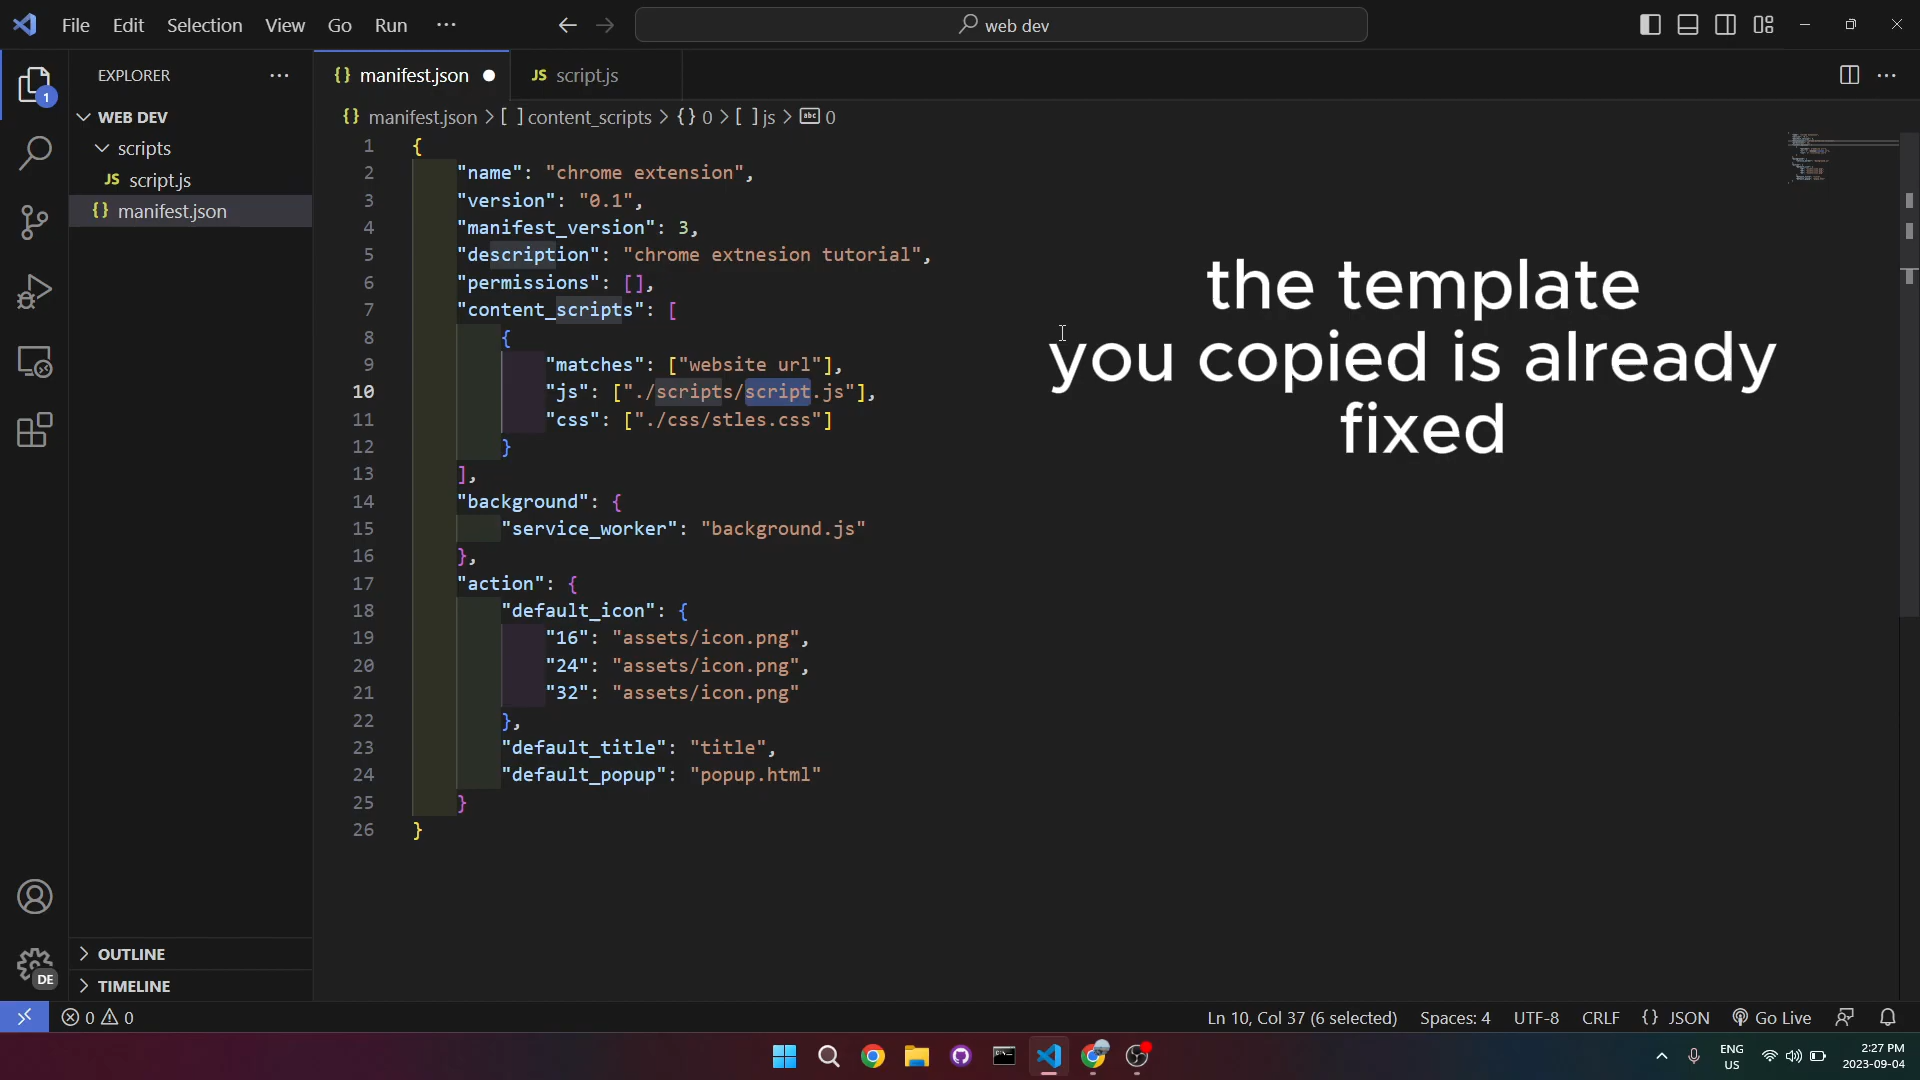 File Edit Selection View Go Run ···
web dev
EXPLORER ···
WEB DEV
scripts
JS script.js
{} manifest.json
OUTLINE
TIMELINE
1
DE
{} manifest.json
JS script.js
{} manifest.json > [ ] content_scripts > {} 0 > [ ] js > abc 0
1 {
2 "name": "chrome extension",
3 "version": "0.1",
4 "manifest_version": 3,
5 "description": "chrome extnesion tutorial",
6 "permissions": [],
7 "content_scripts": [
8 {
9 "matches": ["website url"],
10 "js": ["./scripts/script.js"],
11 "css": ["./css/stles.css"]
12 }
13 ],
14 "background": {
15 "service_worker": "background.js"
16 },
17 "action": {
18 "default_icon": {
19 "16": "assets/icon.png",
20 "24": "assets/icon.png",
21 "32": "assets/icon.png"
22 },
23 "default_title": "title",
24 "default_popup": "popup.html"
25 }
26 }
the template
you copied is already
fixed
0 0 Ln 10, Col 37 (6 selected) Spaces: 4 UTF-8 CRLF {} JSON Go Live
ENG
US
2:27 PM
2023-09-04